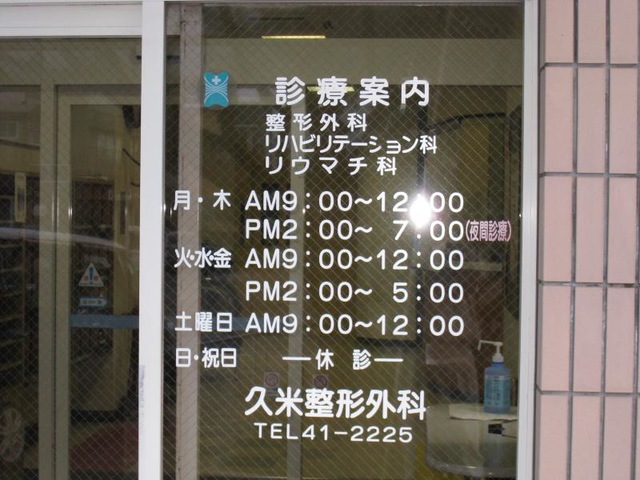 診療案内
整形外科
リハビリテーション科
リウマチ科
月・木 AM9:00〜12:00
PM2:00〜 7:00(夜間診療)
火・水・金 AM9:00〜12:00
PM2:00〜 5:00
土曜日 AM9:00〜12:00
日・祝日 ―休診―
久米整形外科
TEL41-2225